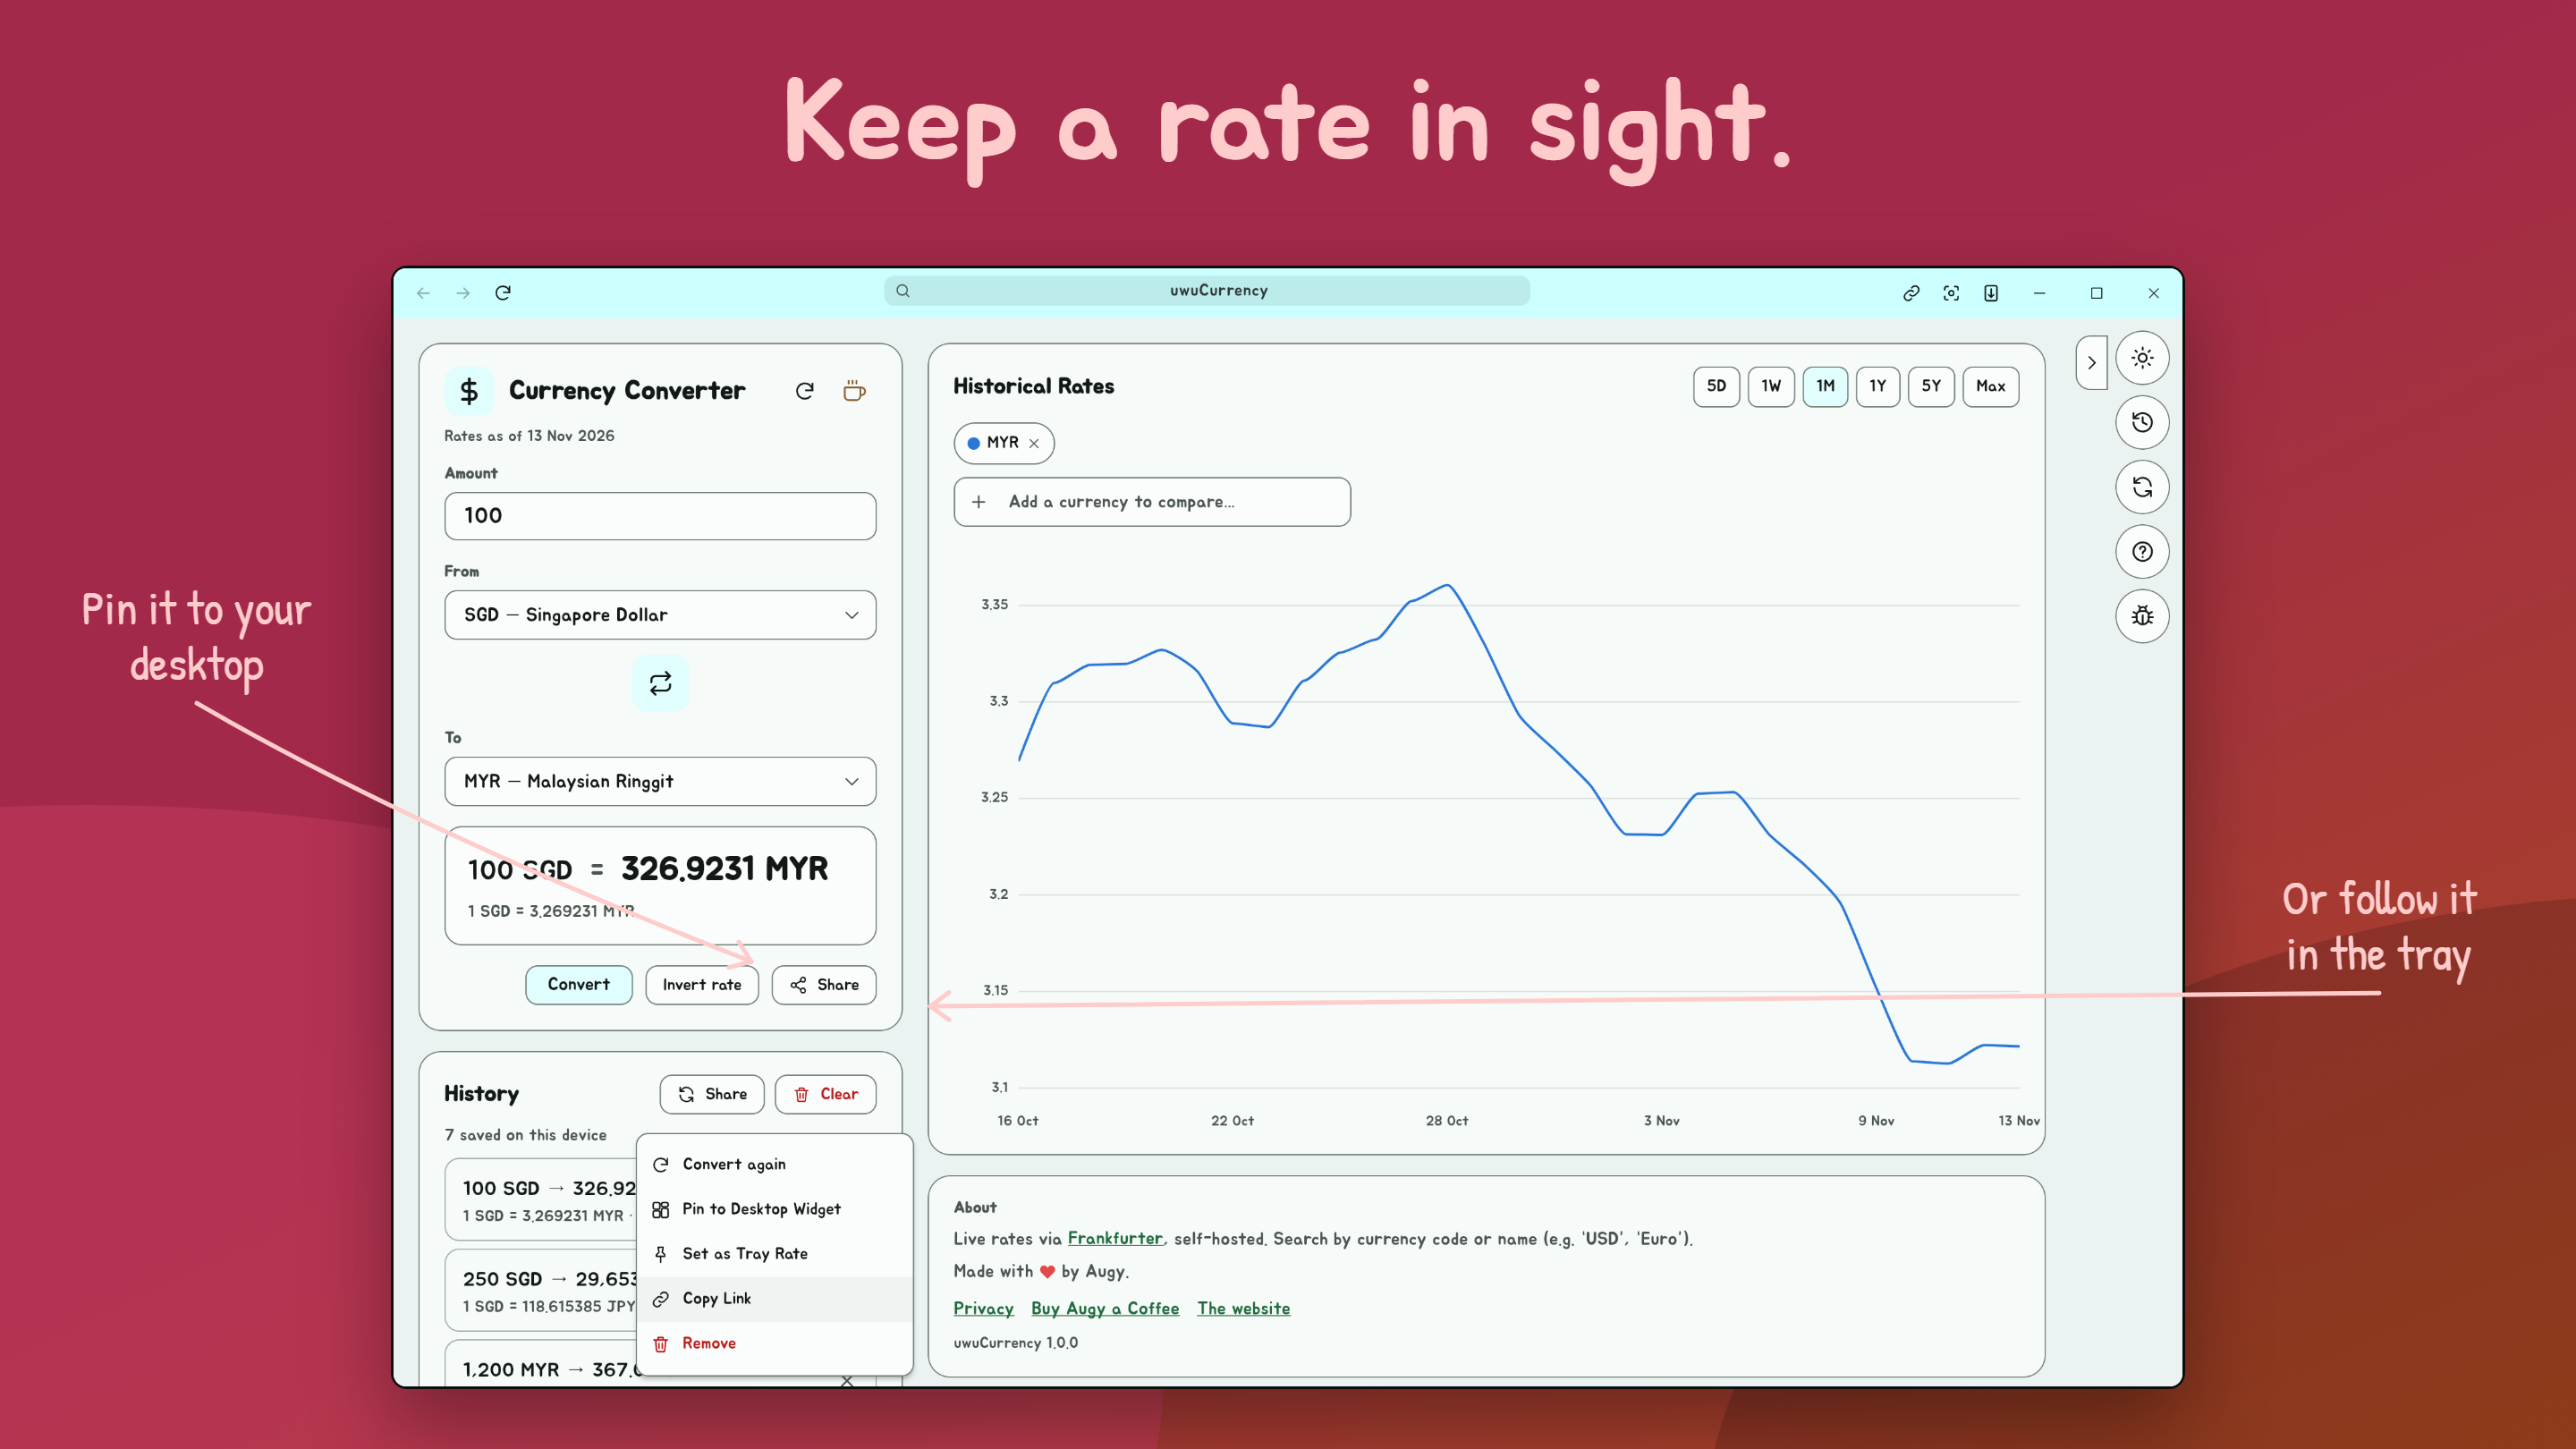 Keep a rate in sight.
uwuCurrency
Currency Converter
Rates as of 13 Nov 2026
Amount
100
From
SGD — Singapore Dollar
To
MYR — Malaysian Ringgit
100 SGD = 326.9231 MYR
1 SGD = 3.269231 MYR
Convert
Invert rate
Share
History
Share
Clear
7 saved on this device
100 SGD → 326.92
1 SGD = 3.269231 MYR ·
250 SGD → 29,653
1 SGD = 118.615385 JPY
1,200 MYR → 367.
Convert again
Pin to Desktop Widget
Set as Tray Rate
Copy Link
Remove
Historical Rates
5D
1W
1M
1Y
5Y
Max
MYR
Add a currency to compare...
3.35
3.3
3.25
3.2
3.15
3.1
16 Oct
22 Oct
28 Oct
3 Nov
9 Nov
13 Nov
About
Live rates via Frankfurter, self-hosted. Search by currency code or name (e.g. 'USD', 'Euro').
Made with ❤ by Augy.
Privacy Buy Augy a Coffee The website
uwuCurrency 1.0.0
Pin it to your
desktop
Or follow it
in the tray